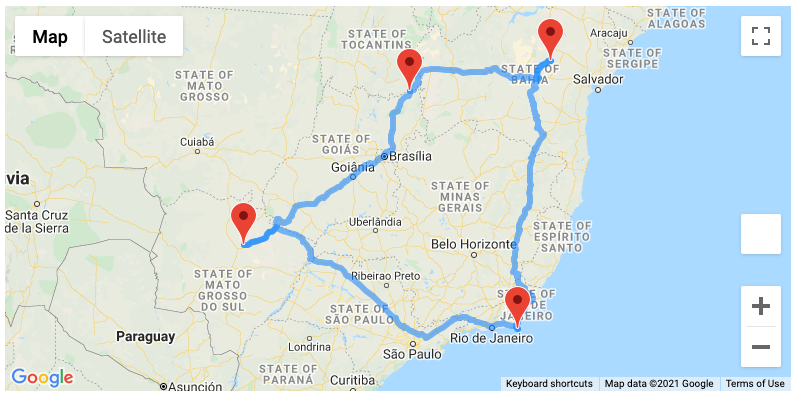 Map
Satellite
STATE OF
ALAGOAS
STATE OF
TOCANTINS
Aracaju
STATE OF
SERGIPE
STATE OF
MATO
GROSSO
STATE OF
BAHIA
Salvador
Cuiabá
STATE OF
GOIÁS
Brasília
Goiânia
via
Santa Cruz
de la Sierra
STATE OF
MINAS
GERAIS
Uberlândia
STATE OF
ESPÍRITO
SANTO
Belo Horizonte
STATE OF
MATO
GROSSO
DO SUL
Ribeirao Preto
STATE OF
SÃO PAULO
STATE OF
DE
JANEIRO
Paraguay
Rio de Janeiro
Londrina
São Paulo
STATE OF
PARANÁ
Curitiba
Asunción
Google
Keyboard shortcuts
Map data ©2021 Google
Terms of Use